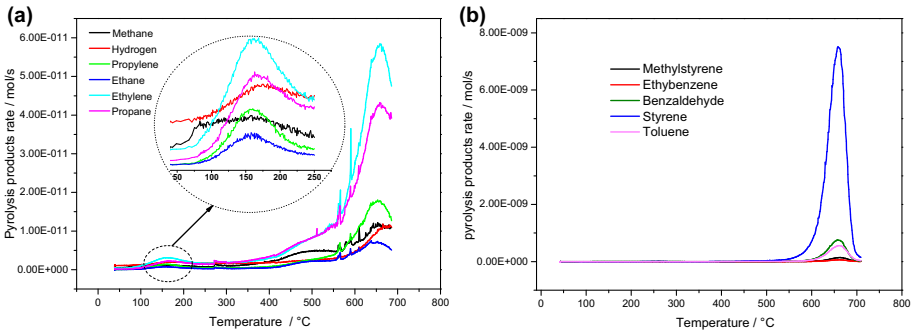 (a)
Pyrolysis products rate / mol/s
6.00E-011
5.00E-011
4.00E-011
3.00E-011
2.00E-011
1.00E-011
0.00E+000
Methane
Hydrogen
Propylene
Ethane
Ethylene
Propane
50 100 150 200 250
0 100 200 300 400 500 600 700 800
Temperature / °C
(b)
pyrolysis products rate / mol/s
8.00E-009
6.00E-009
4.00E-009
2.00E-009
0.00E+000
Methylstyrene
Ethybenzene
Benzaldehyde
Styrene
Toluene
0 100 200 300 400 500 600 700 800
Temperature / °C